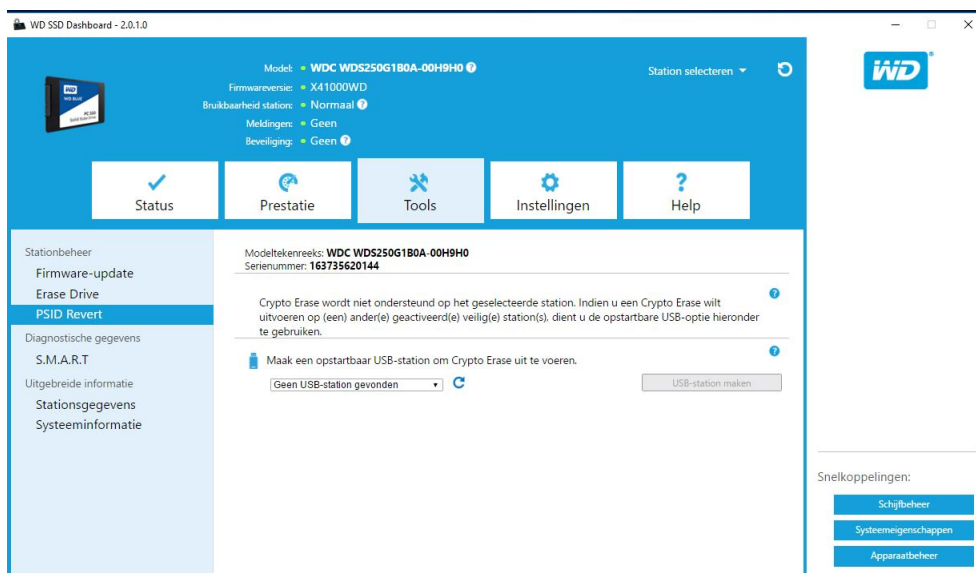 WD SSD Dashboard - 2.0.1.0
WD
WD BLUE
Model: WDC WDS250G1B0A-00H9H0
Firmwareversie: X41000WD
Bruikbaarheid station: Normaal
Meldingen: Geen
Beveiliging: Geen
Station selecteren
WD
Status
Prestatie
Tools
Instellingen
Help
Stationbeheer
Firmware-update
Erase Drive
PSID Revert
Diagnostische gegevens
S.M.A.R.T
Uitgebreide informatie
Stationsgegevens
Systeeminformatie
Modeltekenreeks: WDC WDS250G1B0A-00H9H0
Serienummer: 163735620144
Crypto Erase wordt niet ondersteund op het geselecteerde station. Indien u een Crypto Erase wilt
uitvoeren op (een) ander(e) geactiveerd(e) veilig(e) station(s), dient u de opstartbare USB-optie hieronder
te gebruiken.
Maak een opstartbaar USB-station om Crypto Erase uit te voeren.
Geen USB-station gevonden
USB-station maken
Snelkoppelingen:
Schijfbeheer
Systeemeigenschappen
Apparaatbeheer